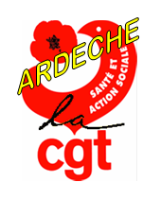 ARDECHE
SANTÉ ET
ACTION SOCIALE
la
cgt